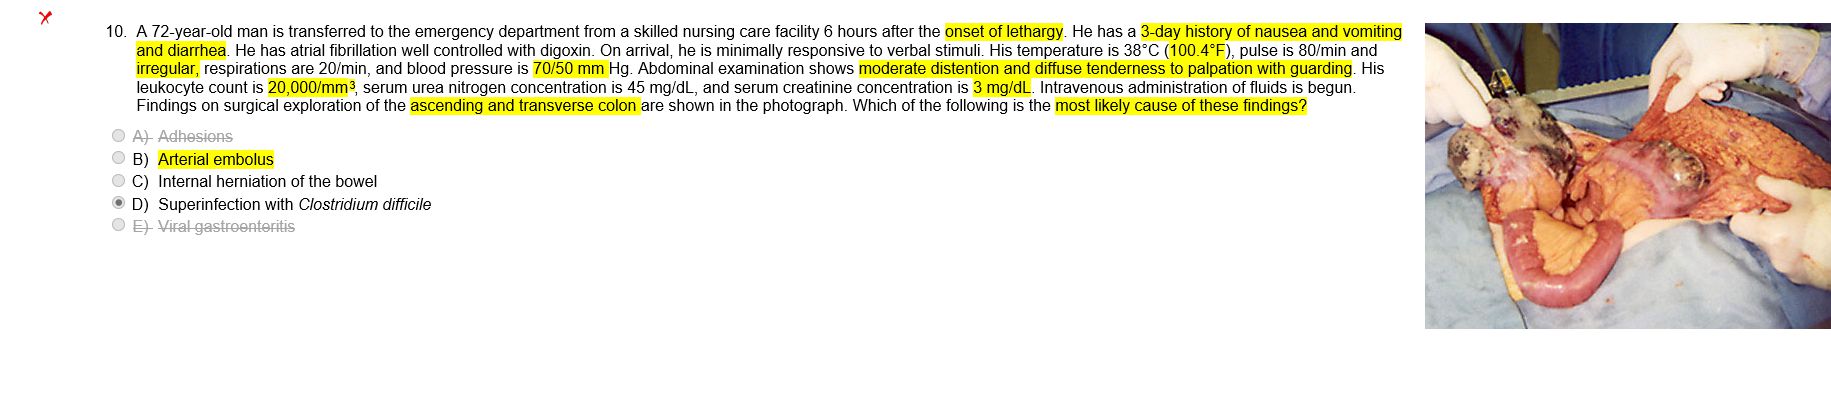 10. A 72-year-old man is transferred to the emergency department from a skilled nursing care facility 6 hours after the onset of lethargy. He has a 3-day history of nausea and vomiting
and diarrhea. He has atrial fibrillation well controlled with digoxin. On arrival, he is minimally responsive to verbal stimuli. His temperature is 38°C (100.4°F), pulse is 80/min and
irregular, respirations are 20/min, and blood pressure is 70/50 mm Hg. Abdominal examination shows moderate distention and diffuse tenderness to palpation with guarding. His
leukocyte count is 20,000/mm³, serum urea nitrogen concentration is 45 mg/dL, and serum creatinine concentration is 3 mg/dL. Intravenous administration of fluids is begun.
Findings on surgical exploration of the ascending and transverse colon are shown in the photograph. Which of the following is the most likely cause of these findings?
A) Adhesions
B) Arterial embolus
C) Internal herniation of the bowel
D) Superinfection with Clostridium difficile
E) Viral gastroenteritis